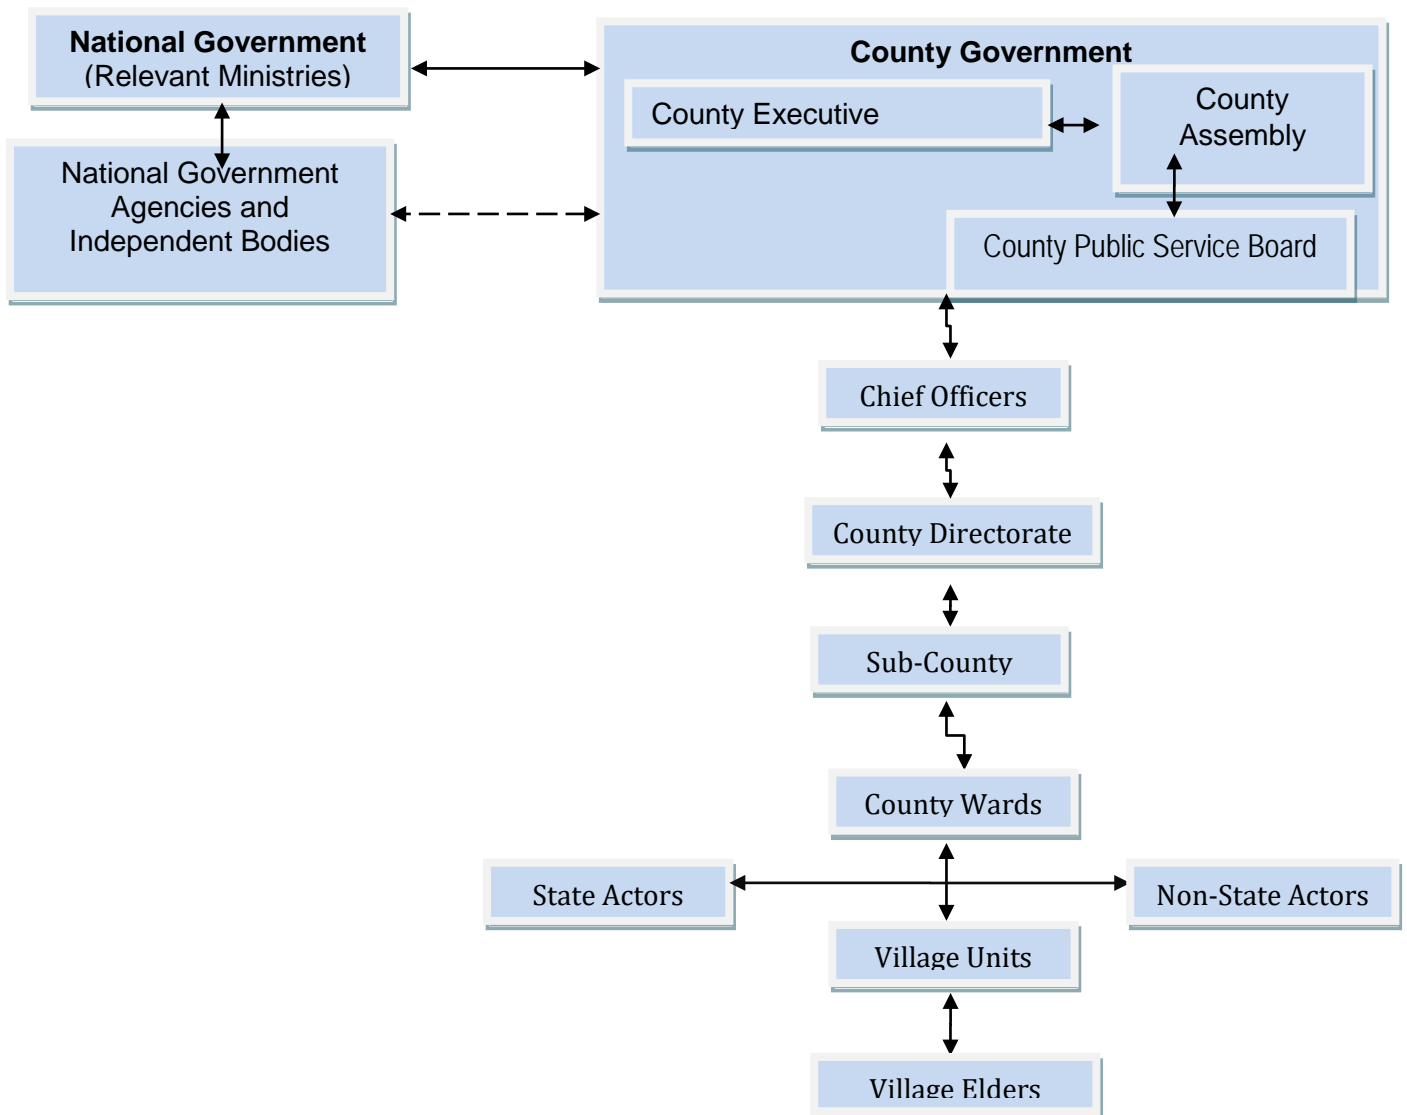 National Government
(Relevant Ministries)
County Government
County Executive
County
Assembly
National Government
Agencies and
Independent Bodies
County Public Service Board
Chief Officers
County Directorate
Sub-County
County Wards
State Actors
Non-State Actors
Village Units
Village Elders